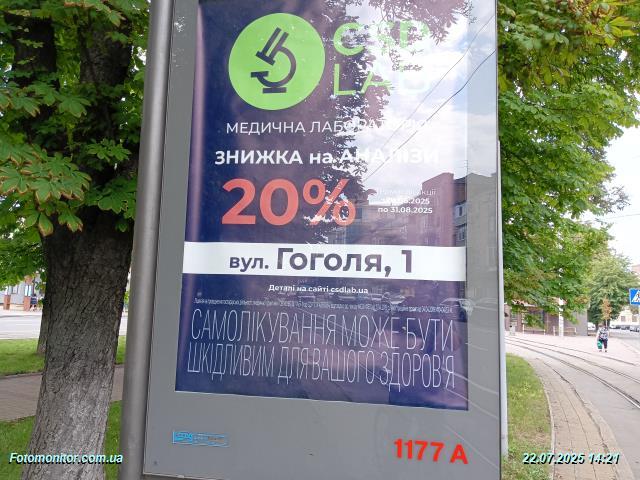 CSD
LAB
МЕДИЧНА ЛАБОРАТОРІЯ
ЗНИЖКА на АНАЛІЗИ
20%
по 31.08.2025
вул. Гоголя, 1
Деталі на сайті csdlab.ua
САМОЛІКУВАННЯ МОЖЕ БУТИ
ШКІДЛИВИМ ДЛЯ ВАШОГО ЗДОРОВ'Я
1177 A
Fotomonitor.com.ua
22.07.2025 14:21